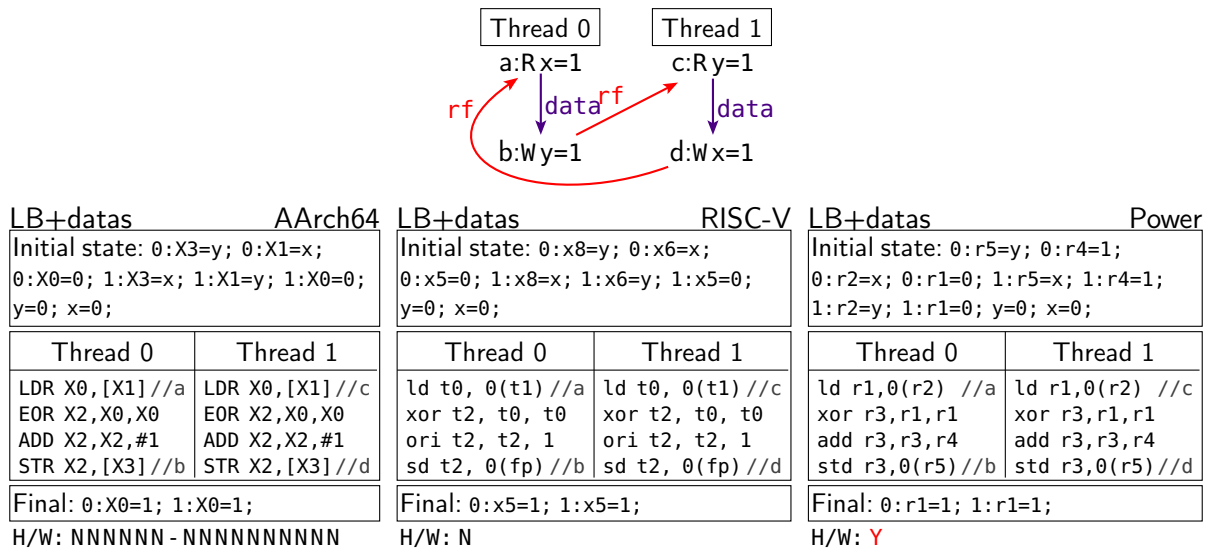 Thread 0 Thread 1
a:R x=1 c:R y=1
rf data rf data
b:W y=1 d:W x=1
LB+datas AArch64
Initial state: 0:X3=y; 0:X1=x;
0:X0=0; 1:X3=x; 1:X1=y; 1:X0=0;
y=0; x=0;
Thread 0 Thread 1
LDR X0,[X1]//a LDR X0,[X1]//c
EOR X2,X0,X0 EOR X2,X0,X0
ADD X2,X2,#1 ADD X2,X2,#1
STR X2,[X3]//b STR X2,[X3]//d
Final: 0:X0=1; 1:X0=1;
H/W: NNNNNN-NNNNNNNNNN
LB+datas RISC-V
Initial state: 0:x8=y; 0:x6=x;
0:x5=0; 1:x8=x; 1:x6=y; 1:x5=0;
y=0; x=0;
Thread 0 Thread 1
ld t0, 0(t1)//a ld t0, 0(t1)//c
xor t2, t0, t0 xor t2, t0, t0
ori t2, t2, 1 ori t2, t2, 1
sd t2, 0(fp)//b sd t2, 0(fp)//d
Final: 0:x5=1; 1:x5=1;
H/W: N
LB+datas Power
Initial state: 0:r5=y; 0:r4=1;
0:r2=x; 0:r1=0; 1:r5=x; 1:r4=1;
1:r2=y; 1:r1=0; y=0; x=0;
Thread 0 Thread 1
ld r1,0(r2) //a ld r1,0(r2) //c
xor r3,r1,r1 xor r3,r1,r1
add r3,r3,r4 add r3,r3,r4
std r3,0(r5)//b std r3,0(r5)//d
Final: 0:r1=1; 1:r1=1;
H/W: Y